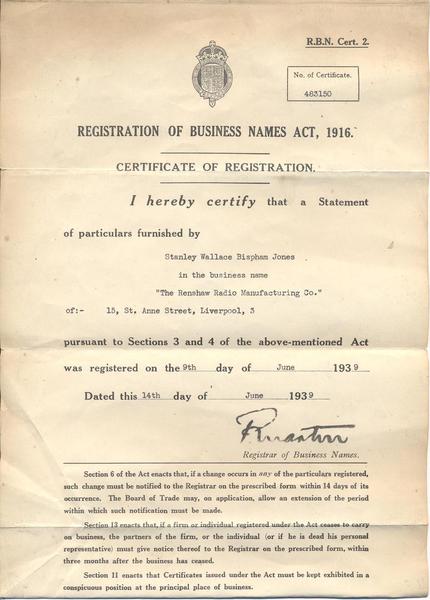 R.B.N. Cert. 2.
No. of Certificate.
483150
REGISTRATION OF BUSINESS NAMES ACT, 1916.
CERTIFICATE OF REGISTRATION.
I hereby certify that a Statement
of particulars furnished by
Stanley Wallace Bispham Jones
in the business name
"The Renshaw Radio Manufacturing Co."
of:- 15, St. Anne Street, Liverpool, 3
pursuant to Sections 3 and 4 of the above-mentioned Act
was registered on the 9th day of June 1939
Dated this 14th day of June 1939
Registrar of Business Names.
Section 6 of the Act enacts that, if a change occurs in any of the particulars registered,
such change must be notified to the Registrar on the prescribed form within 14 days of its
occurrence. The Board of Trade may, on application, allow an extension of the period
within which such notification must be made.
Section 13 enacts that, if a firm or individual registered under the Act ceases to carry
on business, the partners of the firm, or the individual (or if he is dead his personal
representative) must give notice thereof to the Registrar on the prescribed form, within
three months after the business has ceased.
Section 11 enacts that Certificates issued under the Act must be kept exhibited in a
conspicuous position at the principal place of business.